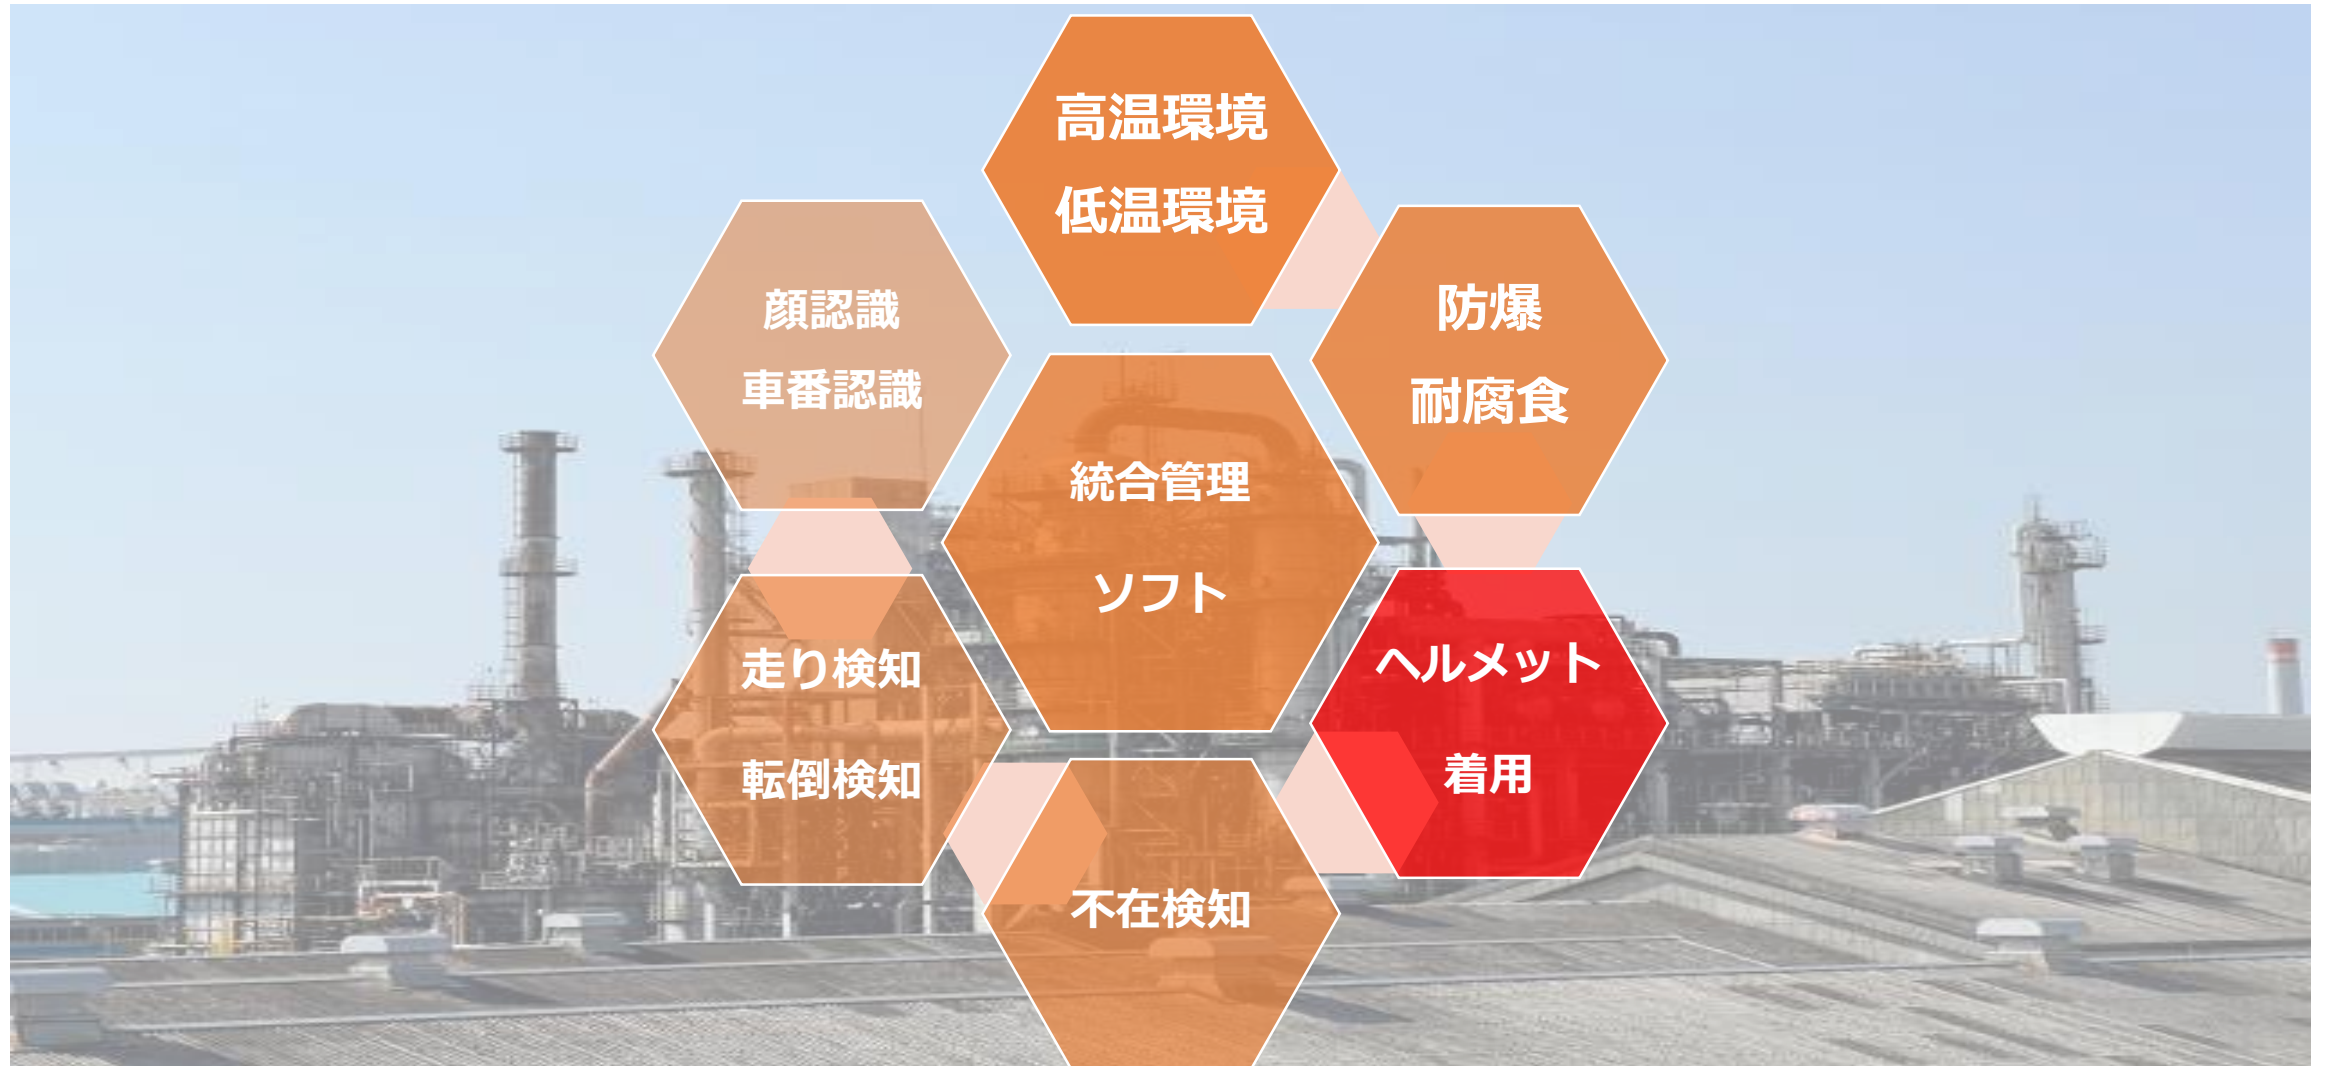 高温環境
低温環境
顔認識
車番認識
防爆
耐腐食
統合管理
ソフト
走り検知
転倒検知
ヘルメット
着用
不在検知